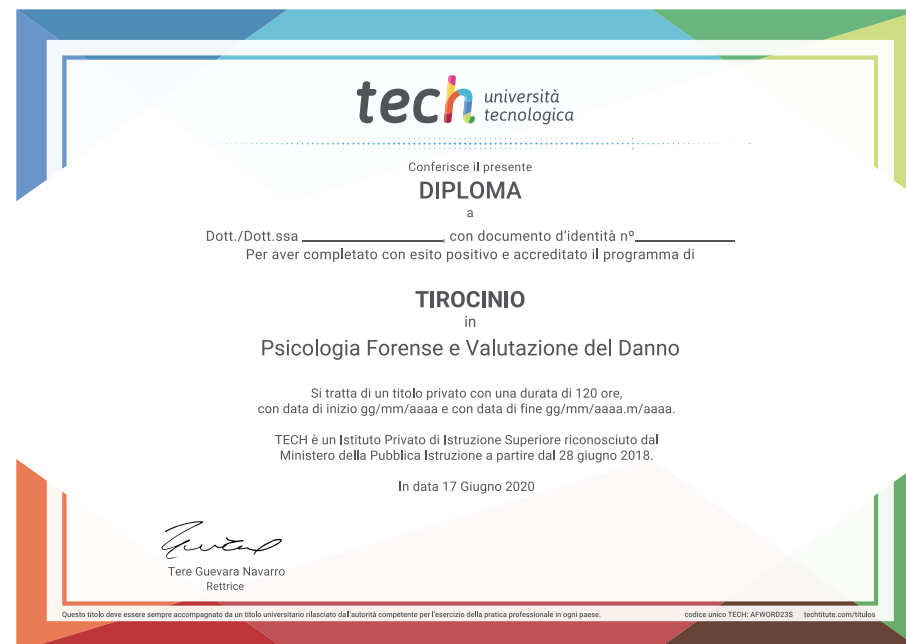 tech università
tecnologica
Conferisce il presente
DIPLOMA
a
Dott./Dott.ssa ____________________, con documento d'identità nº______________
Per aver completato con esito positivo e accreditato il programma di
TIROCINIO
in
Psicologia Forense e Valutazione del Danno
Si tratta di un titolo privato con una durata di 120 ore,
con data di inizio gg/mm/aaaa e con data di fine gg/mm/aaaa.m/aaaa.
TECH è un Istituto Privato di Istruzione Superiore riconosciuto dal
Ministero della Pubblica Istruzione a partire dal 28 giugno 2018.
In data 17 Giugno 2020
Tere Guevara Navarro
Rettrice
Questo titolo deve essere sempre accompagnato da un titolo universitario rilasciato dall'autorità competente per l'esercizio della pratica professionale in ogni paese. codice unico TECH: AFWORD23S techtitute.com/títulos